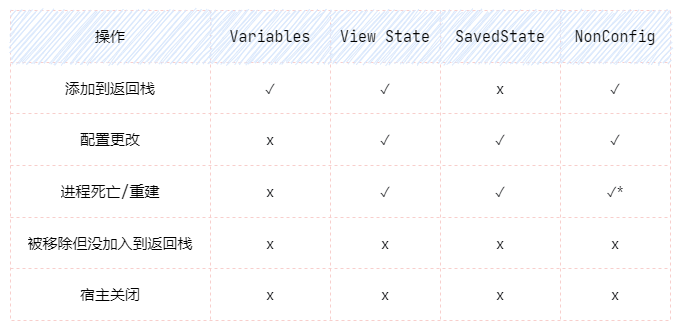 操作 Variables View State SavedState NonConfig
添加到返回栈 ✓ ✓ x ✓
配置更改 x ✓ ✓ ✓
进程死亡/重建 x ✓ ✓ ✓*
被移除但没加入到返回栈 x x x x
宿主关闭 x x x x